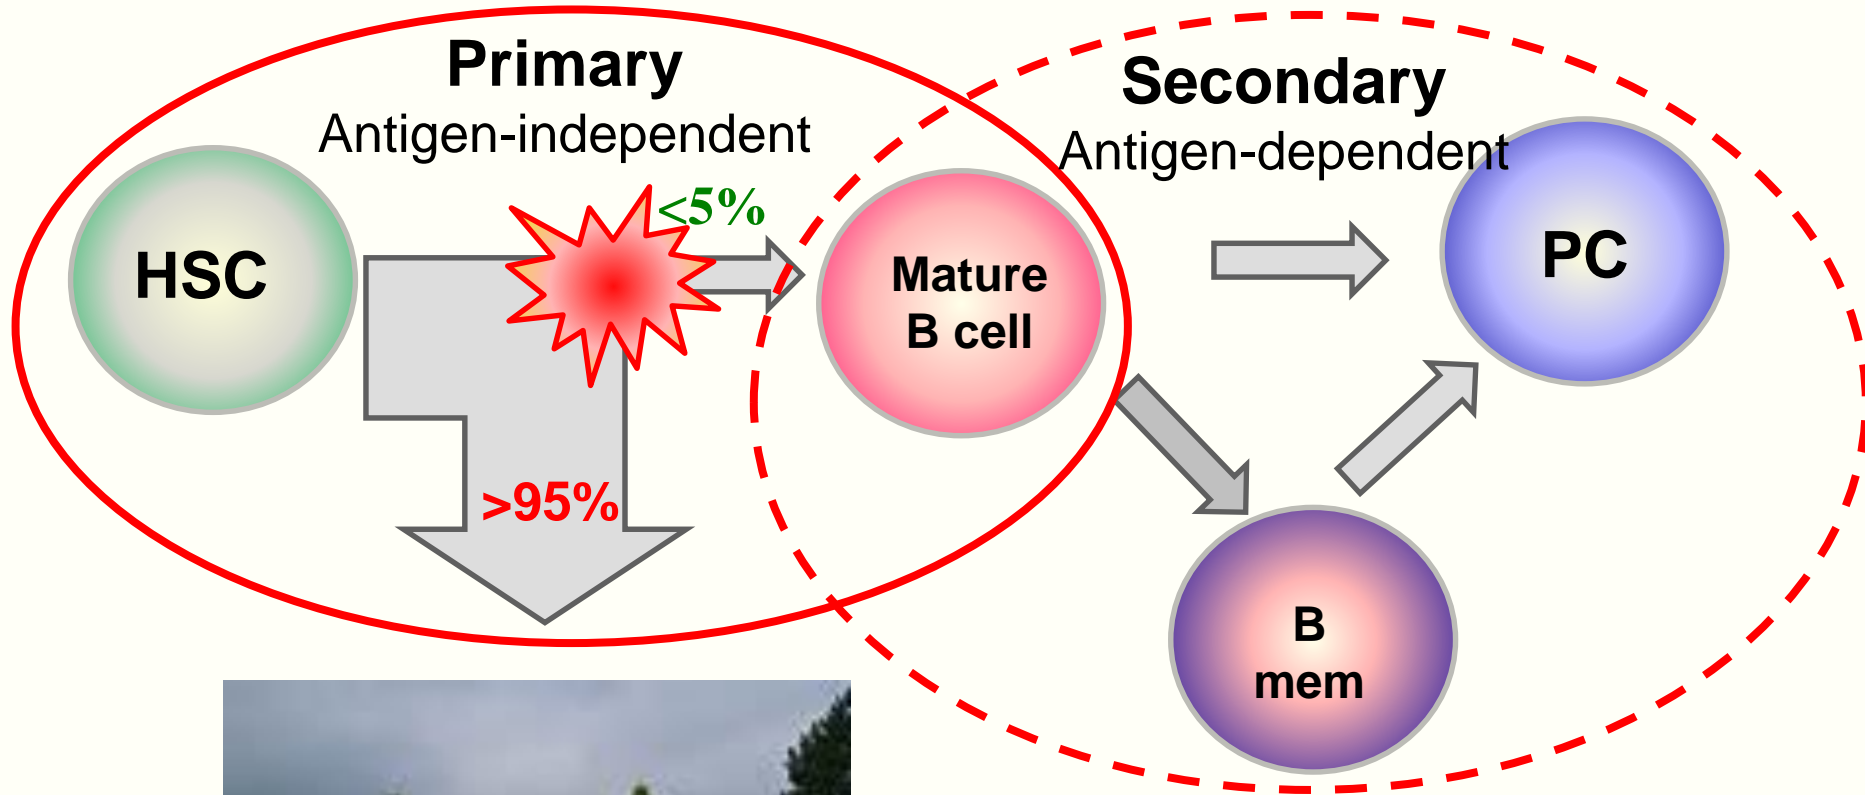 Primary
Antigen-independent
Secondary
Antigen-dependent
HSC
<5%
Mature
B cell
PC
>95%
B
mem